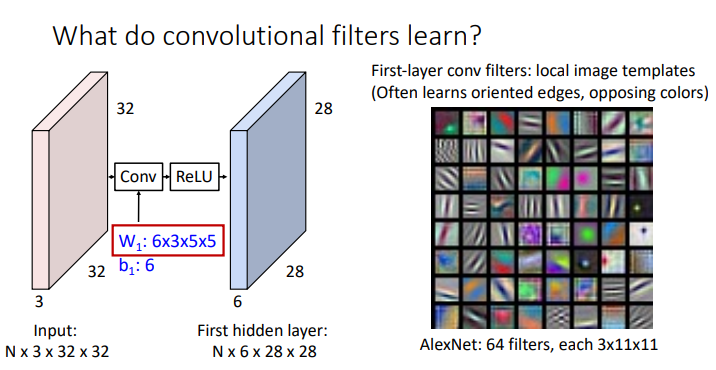 What do convolutional filters learn?
32
32
3
Conv
ReLU
W₁: 6x3x5x5
b₁: 6
28
28
6
Input:
N x 3 x 32 x 32
First hidden layer:
N x 6 x 28 x 28
First-layer conv filters: local image templates
(Often learns oriented edges, opposing colors)
AlexNet: 64 filters, each 3x11x11